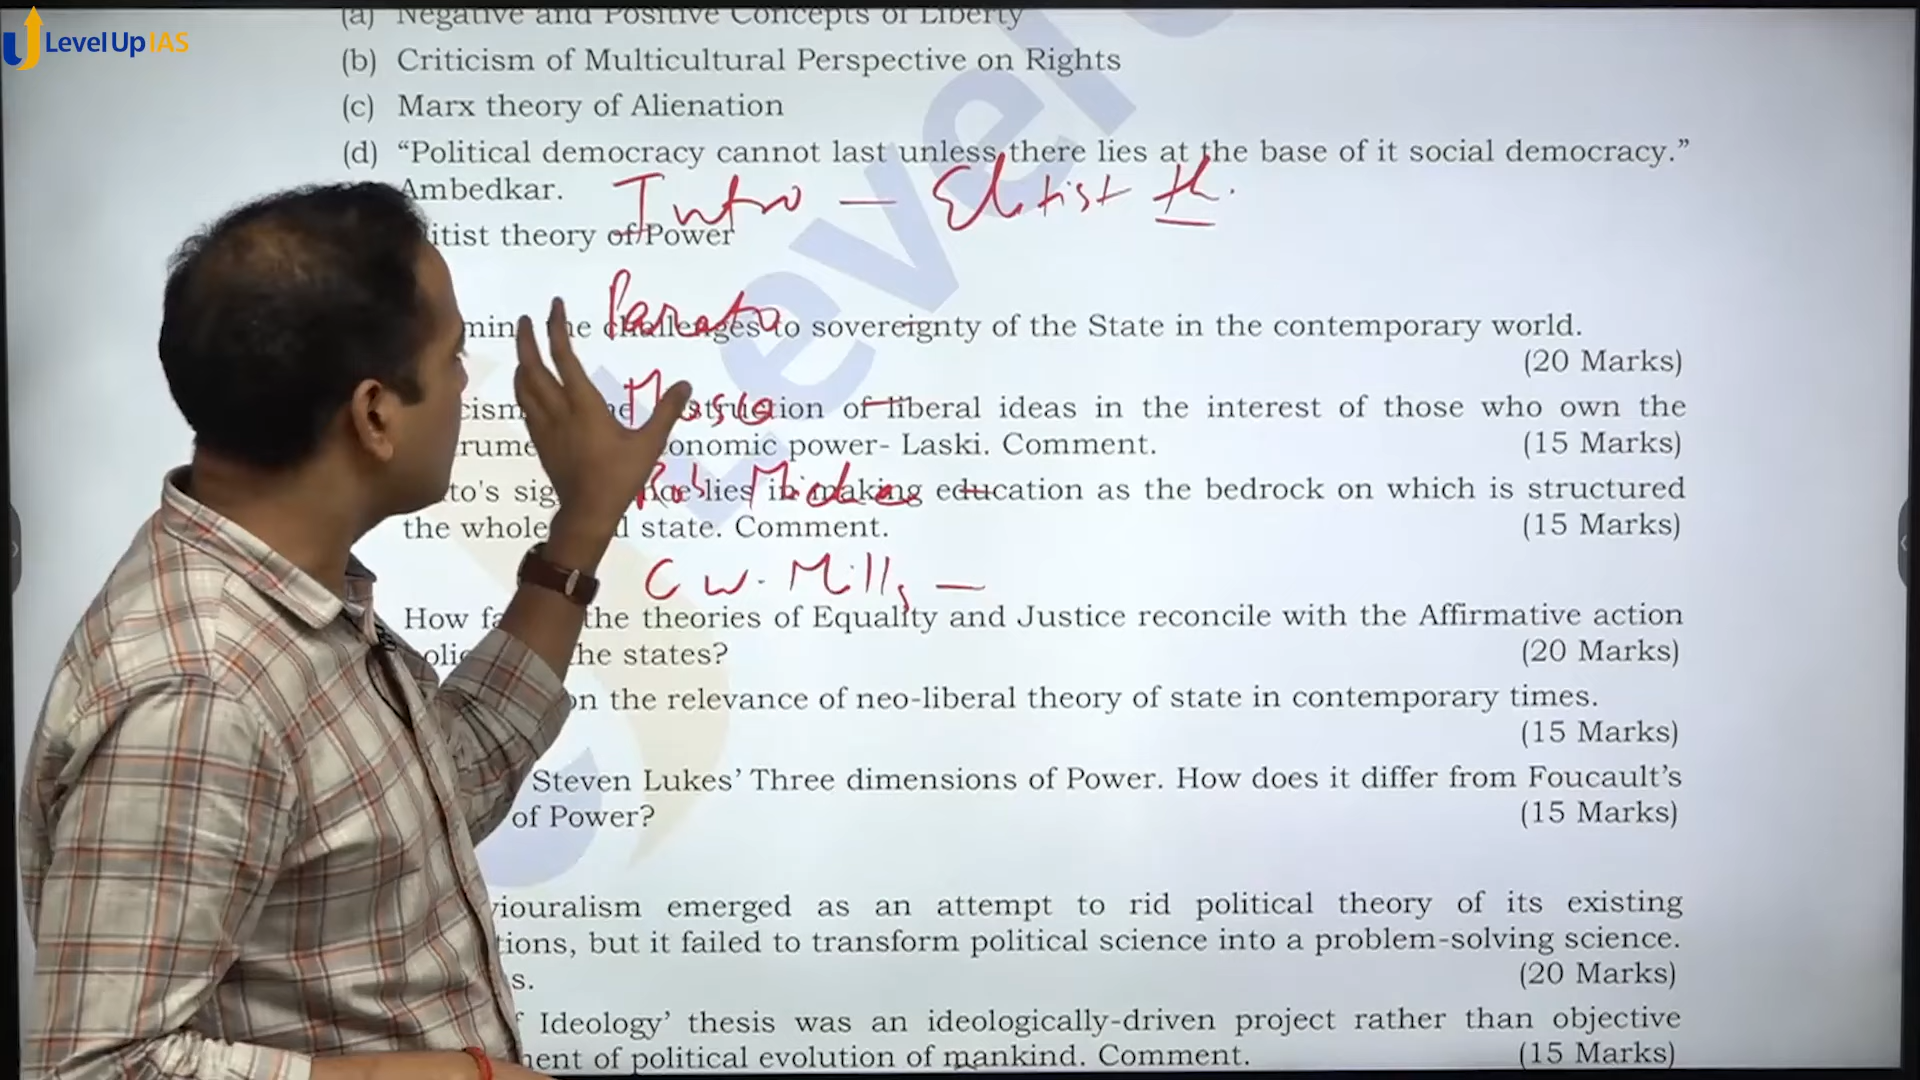 Level Up IAS
(a) Negative and Positive Concepts of Liberty
(b) Criticism of Multicultural Perspective on Rights
(c) Marx theory of Alienation
(d) “Political democracy cannot last unless there lies at the base of it social democracy.”
Ambedkar.
Intro — Elitist th.
itist theory of Power
Pareto
the challenges to sovereignty of the State in the contemporary world.
(20 Marks)
Mosca —
of liberal ideas in the interest of those who own the
onomic power- Laski. Comment.
(15 Marks)
Rob Michels —
lies in making education as the bedrock on which is structured
the whole state. Comment.
(15 Marks)
C W. Mills —
How the theories of Equality and Justice reconcile with the Affirmative action
he states?
(20 Marks)
on the relevance of neo-liberal theory of state in contemporary times.
(15 Marks)
Steven Lukes’ Three dimensions of Power. How does it differ from Foucault’s
of Power?
(15 Marks)
iouralism emerged as an attempt to rid political theory of its existing
tions, but it failed to transform political science into a problem-solving science.
s.
(20 Marks)
Ideology’ thesis was an ideologically-driven project rather than objective
ent of political evolution of mankind. Comment.
(15 Marks)